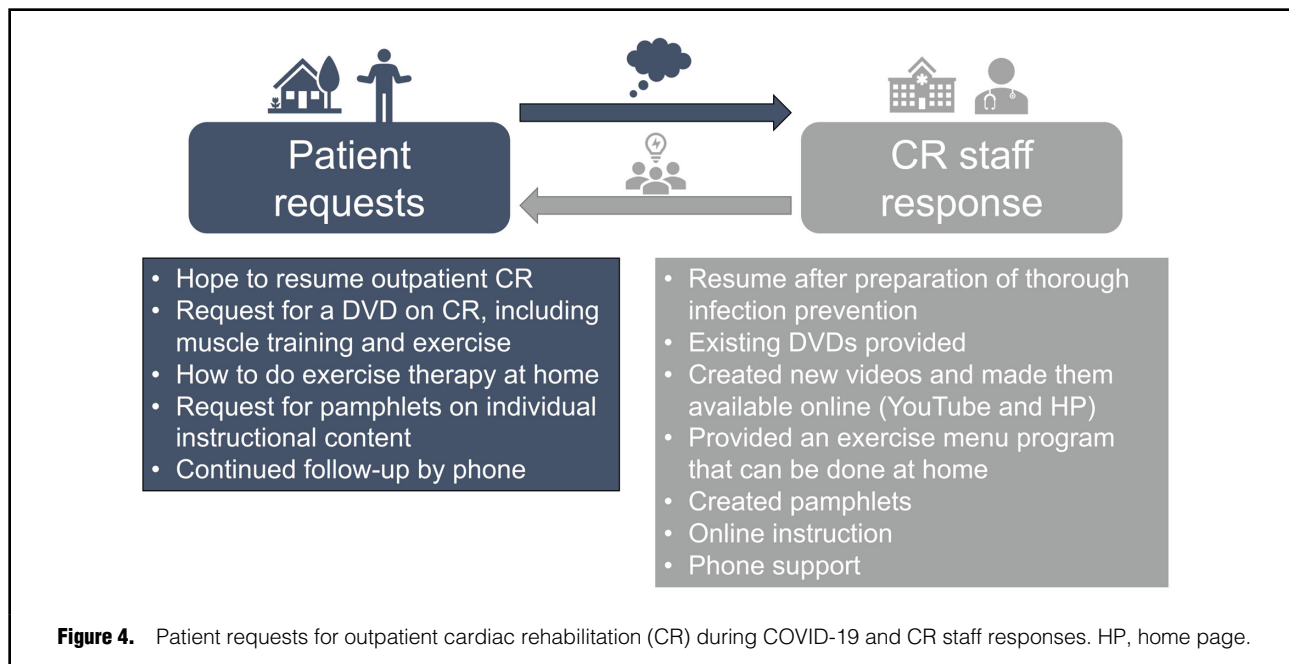 Patient
requests
CR staff
response
• Hope to resume outpatient CR
• Request for a DVD on CR, including
muscle training and exercise
• How to do exercise therapy at home
• Request for pamphlets on individual
instructional content
• Continued follow-up by phone
• Resume after preparation of thorough
infection prevention
• Existing DVDs provided
• Created new videos and made them
available online (YouTube and HP)
• Provided an exercise menu program
that can be done at home
• Created pamphlets
• Online instruction
• Phone support
Figure 4. Patient requests for outpatient cardiac rehabilitation (CR) during COVID-19 and CR staff responses. HP, home page.